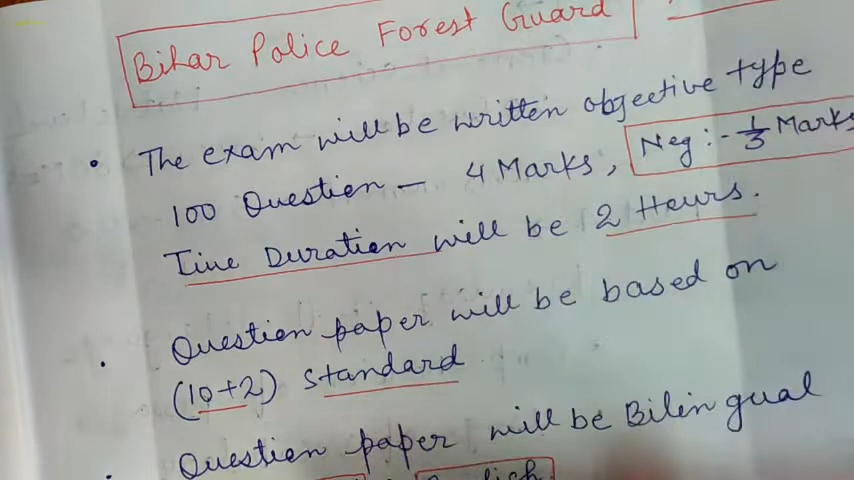 Bihar Police Forest Guard
• The exam will be written objective type
100 Question - 4 Marks, Neg :- 1/3 Marks
Time Duration will be 2 Hours.
• Question paper will be based on
(10+2) standard
• Question paper will be Bilingual